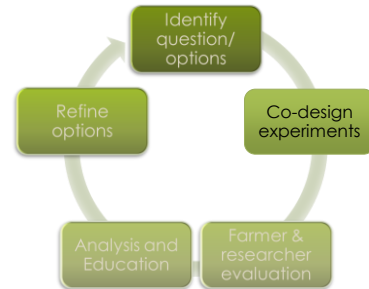 Identify
question/
options
Co-design
experiments
Farmer &
researcher
evaluation
Analysis and
Education
Refine
options